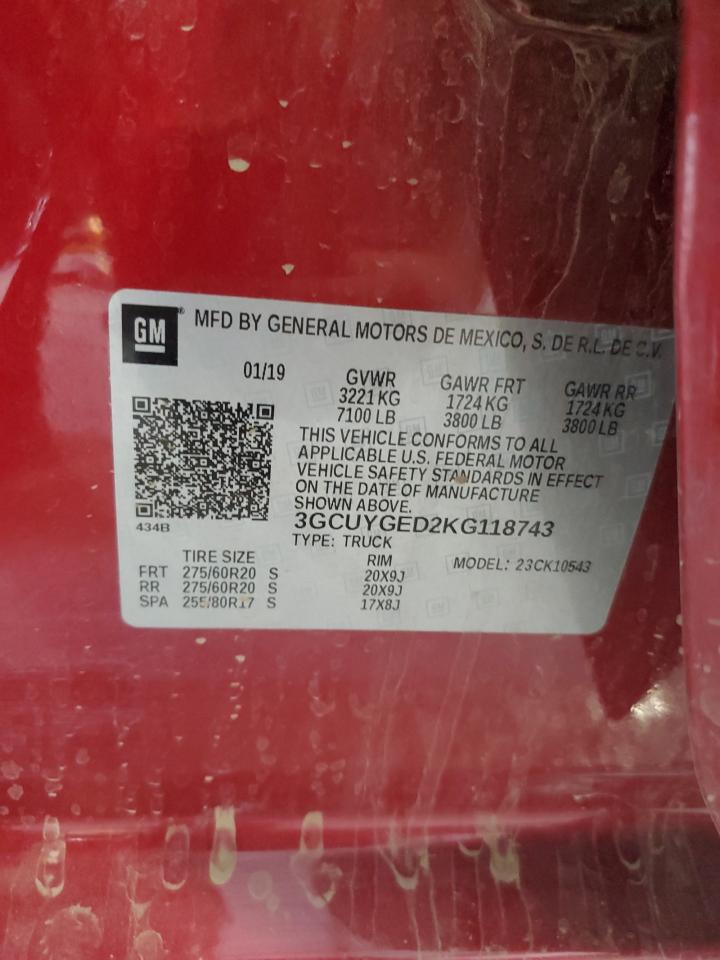 GM
MFD BY GENERAL MOTORS DE MEXICO, S. DE R.L. DE C.V.
01/19
GVWR GAWR FRT GAWR RR
3221 KG 1724 KG 1724 KG
7100 LB 3800 LB 3800 LB
THIS VEHICLE CONFORMS TO ALL
APPLICABLE U.S. FEDERAL MOTOR
VEHICLE SAFETY STANDARDS IN EFFECT
ON THE DATE OF MANUFACTURE
SHOWN ABOVE.
434B
3GCUYGED2KG118743
TYPE: TRUCK
MODEL: 23CK10543
TIRE SIZE RIM
FRT 275/60R20 S 20X9J
RR 275/60R20 S 20X9J
SPA 255/80R17 S 17X8J